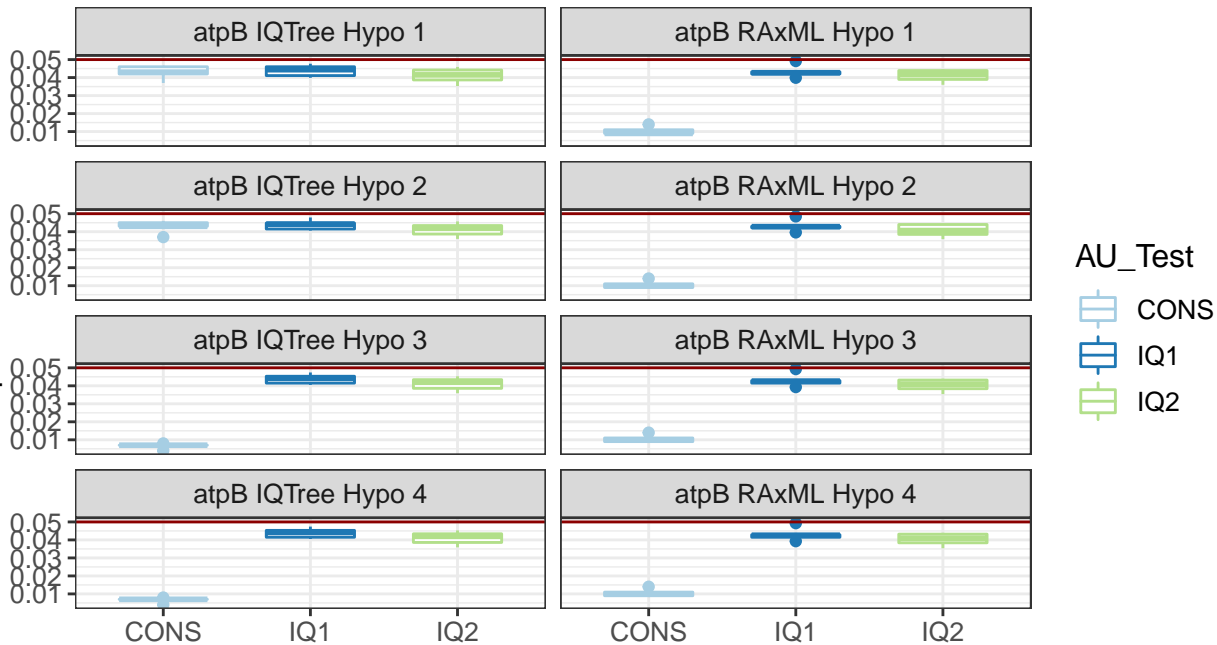 atpB IQTree Hypo 1 atpB RAxML Hypo 1
0.05
0.04
0.03
0.02
0.01
atpB IQTree Hypo 2 atpB RAxML Hypo 2
0.05
0.04
0.03
0.02
0.01
atpB IQTree Hypo 3 atpB RAxML Hypo 3
0.05
0.04
0.03
0.02
0.01
atpB IQTree Hypo 4 atpB RAxML Hypo 4
0.05
0.04
0.03
0.02
0.01
CONS IQ1 IQ2 CONS IQ1 IQ2
AU_Test
CONS
IQ1
IQ2